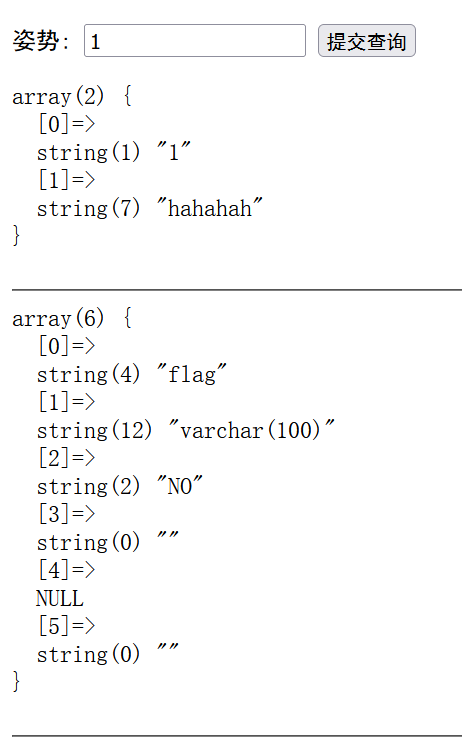 姿势: 1 提交查询
array(2) {
  [0]=>
  string(1) "1"
  [1]=>
  string(7) "hahahah"
}
array(6) {
  [0]=>
  string(4) "flag"
  [1]=>
  string(12) "varchar(100)"
  [2]=>
  string(2) "NO"
  [3]=>
  string(0) ""
  [4]=>
  NULL
  [5]=>
  string(0) ""
}